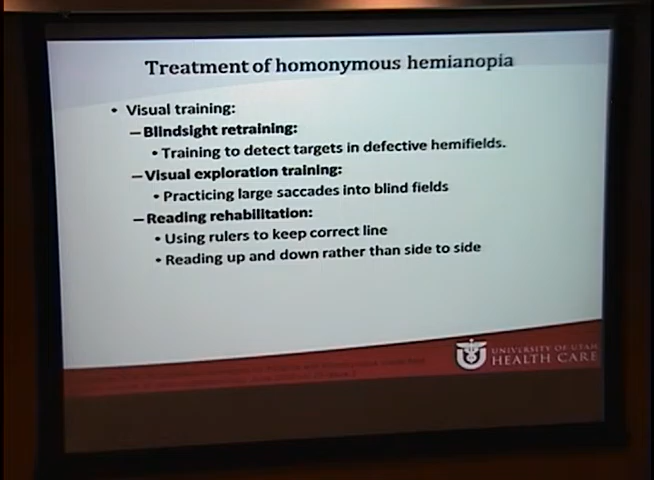 Treatment of homonymous hemianopia
• Visual training:
– Blindsight retraining:
• Training to detect targets in defective hemifields.
– Visual exploration training:
• Practicing large saccades into blind fields
– Reading rehabilitation:
• Using rulers to keep correct line
• Reading up and down rather than side to side
UNIVERSITY OF UTAH
HEALTH CARE